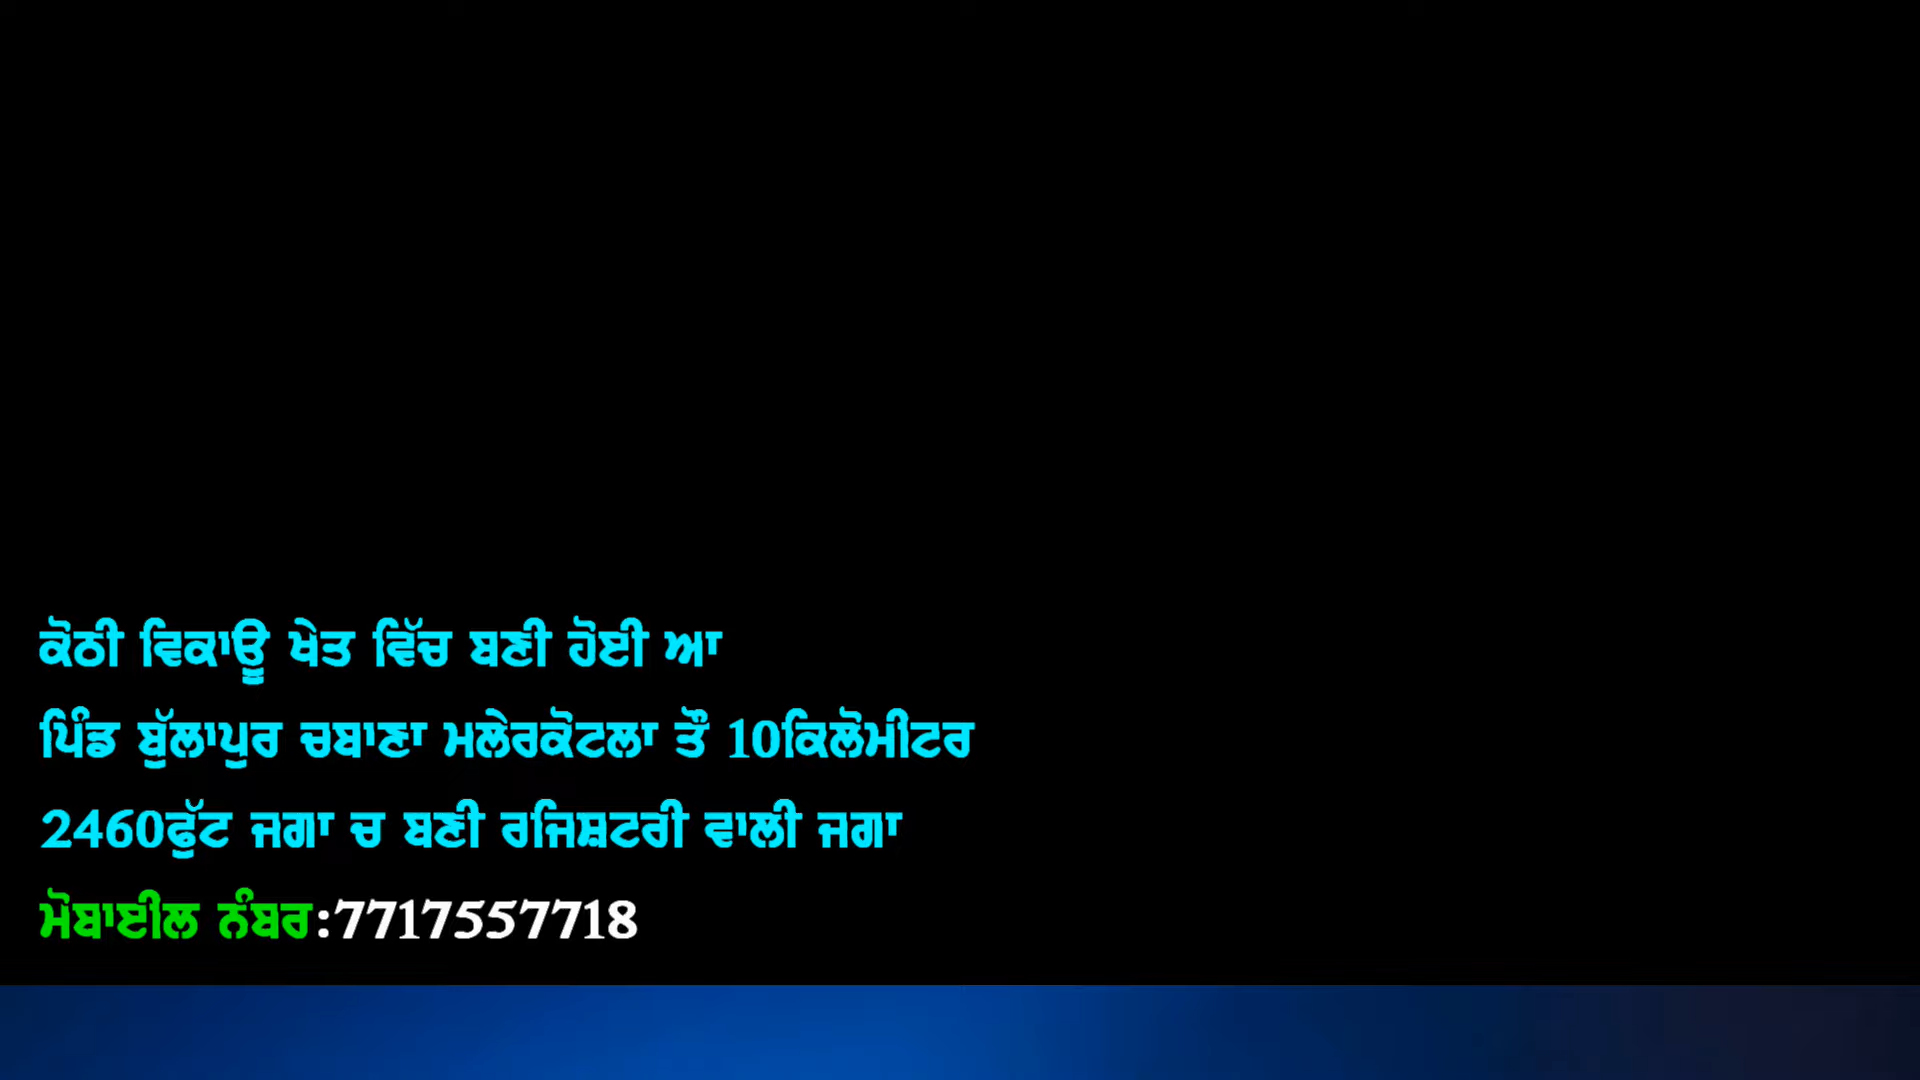 ਕੋਠੀ ਵਿਕਾਊ ਖੇਤ ਵਿੱਚ ਬਣੀ ਹੋਈ ਆ
ਪਿੰਡ ਬੁੱਲਾਪੁਰ ਚਬਾਣਾ ਮਲੇਰਕੋਟਲਾ ਤੋਂ 10ਕਿਲੋਮੀਟਰ
2460ਫੁੱਟ ਜਗਾ ਚ ਬਣੀ ਰਜਿਸ਼ਟਰੀ ਵਾਲੀ ਜਗਾ
ਮੋਬਾਈਲ ਨੰਬਰ:7717557718